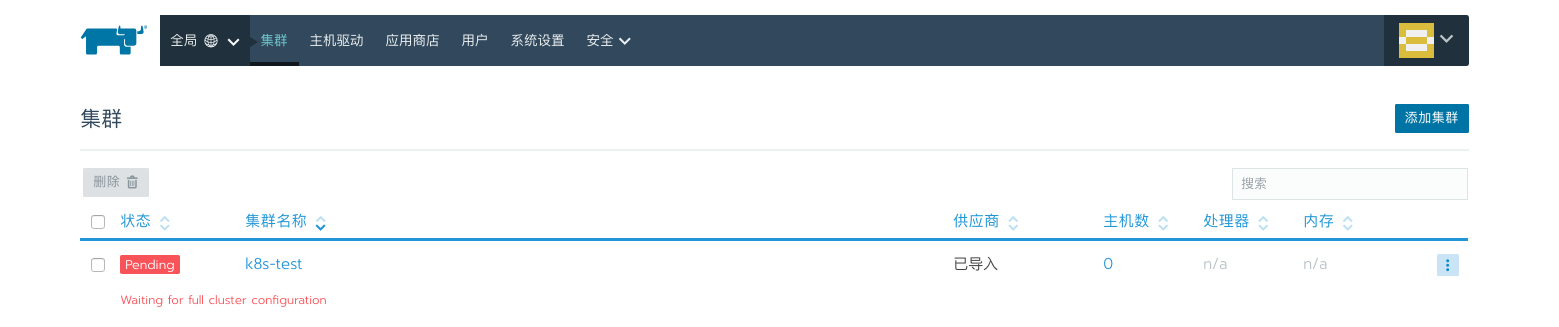 全局 集群 主机驱动 应用商店 用户 系统设置 安全
集群 添加集群
删除 搜索
状态 集群名称 供应商 主机数 处理器 内存
Pending k8s-test 已导入 0 n/a n/a
Waiting for full cluster configuration